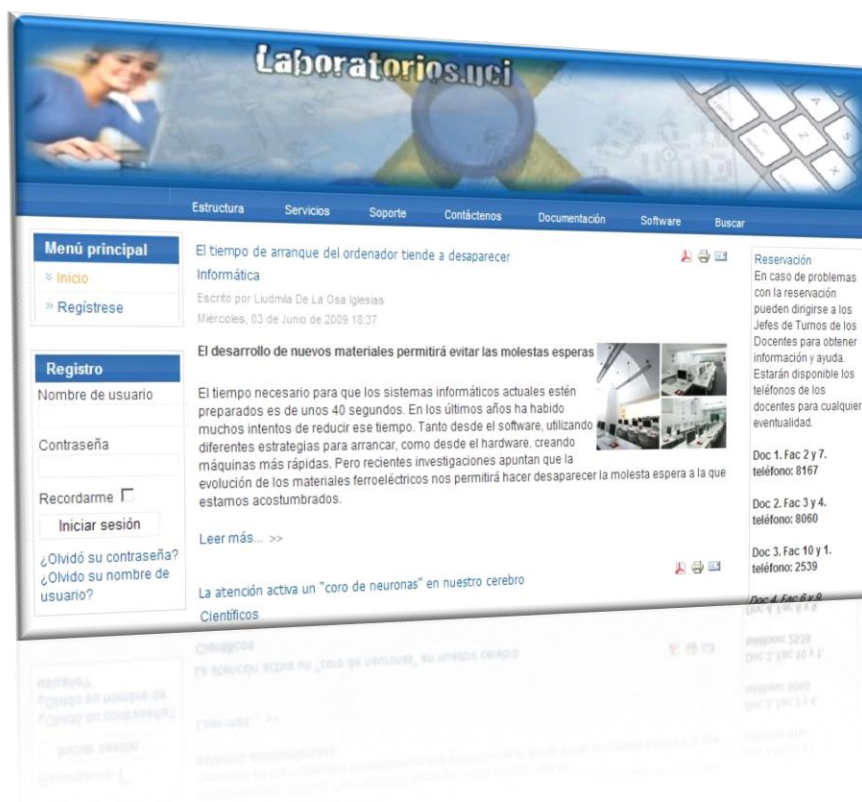 Laboratorios.uci
Estructura Servicios Soporte Contáctenos Documentación Software Buscar
Menú principal
Inicio
Regístrese
Registro
Nombre de usuario
Contraseña
Recordarme
Iniciar sesión
¿Olvidó su contraseña?
¿Olvido su nombre de
usuario?
El tiempo de arranque del ordenador tiende a desaparecer
Informática
Escrito por Liudmila De La Osa Iglesias
Miércoles, 03 de Junio de 2009 18:37
El desarrollo de nuevos materiales permitirá evitar las molestas esperas
El tiempo necesario para que los sistemas informáticos actuales estén
preparados es de unos 40 segundos. En los últimos años ha habido
muchos intentos de reducir ese tiempo. Tanto desde el software, utilizando
diferentes estrategias para arrancar, como desde el hardware, creando
máquinas más rápidas. Pero recientes investigaciones apuntan que la
evolución de los materiales ferroeléctricos nos permitirá hacer desaparecer la molesta espera a la que
estamos acostumbrados.
Leer más... >>
La atención activa un "coro de neuronas" en nuestro cerebro
Científicos
Reservación
En caso de problemas
con la reservación
pueden dirigirse a los
Jefes de Turnos de los
Docentes para obtener
información y ayuda.
Estarán disponible los
teléfonos de los
docentes para cualquier
eventualidad.
Doc 1. Fac 2 y 7.
teléfono: 8167
Doc 2. Fac 3 y 4.
teléfono: 8060
Doc 3. Fac 10 y 1.
teléfono: 2539
Doc 4. Fac 6 y 9.